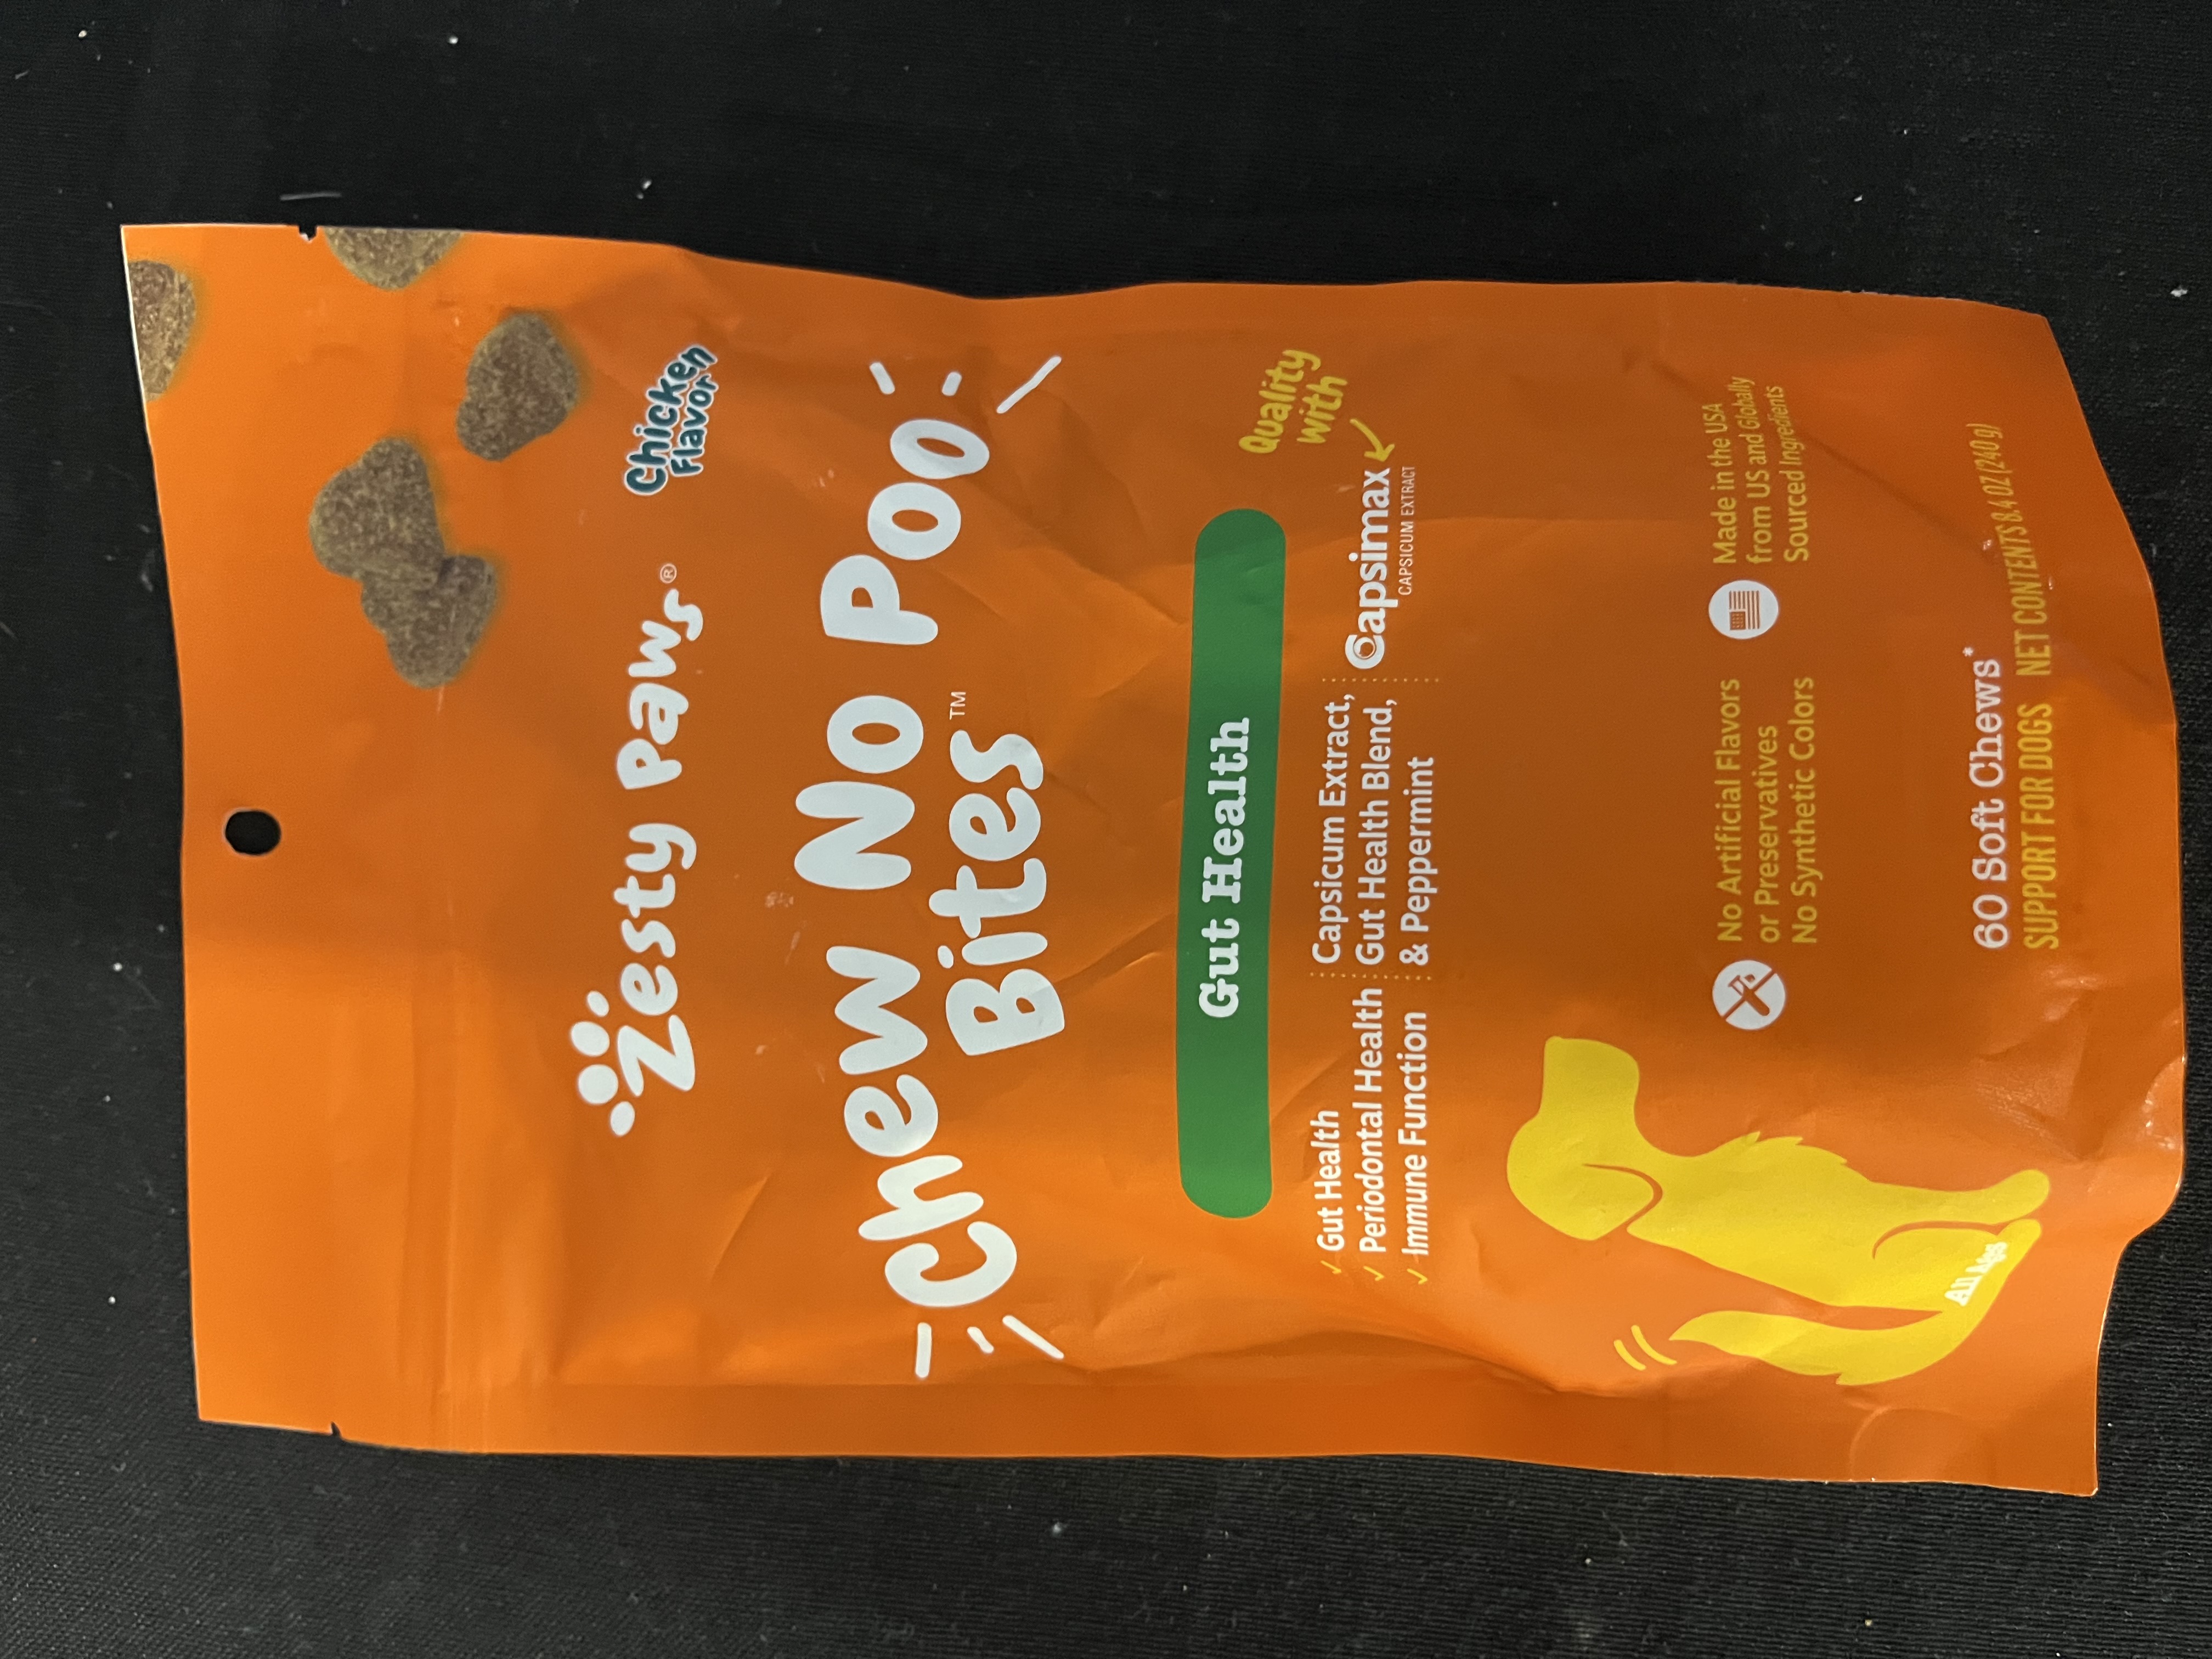 Zesty Paws®
Chicken
Flavor
Chew No Poo
Bites™
Gut Health
✓ Gut Health
✓ Periodontal Health
✓ Immune Function
Capsicum Extract,
Gut Health Blend,
& Peppermint
Quality
with
Capsimax
CAPSICUM EXTRACT
No Artificial Flavors
or Preservatives
No Synthetic Colors
Made in the USA
from US and Globally
Sourced Ingredients
All Ages
60 Soft Chews*
SUPPORT FOR DOGS NET CONTENTS 8.4 OZ (240 g)